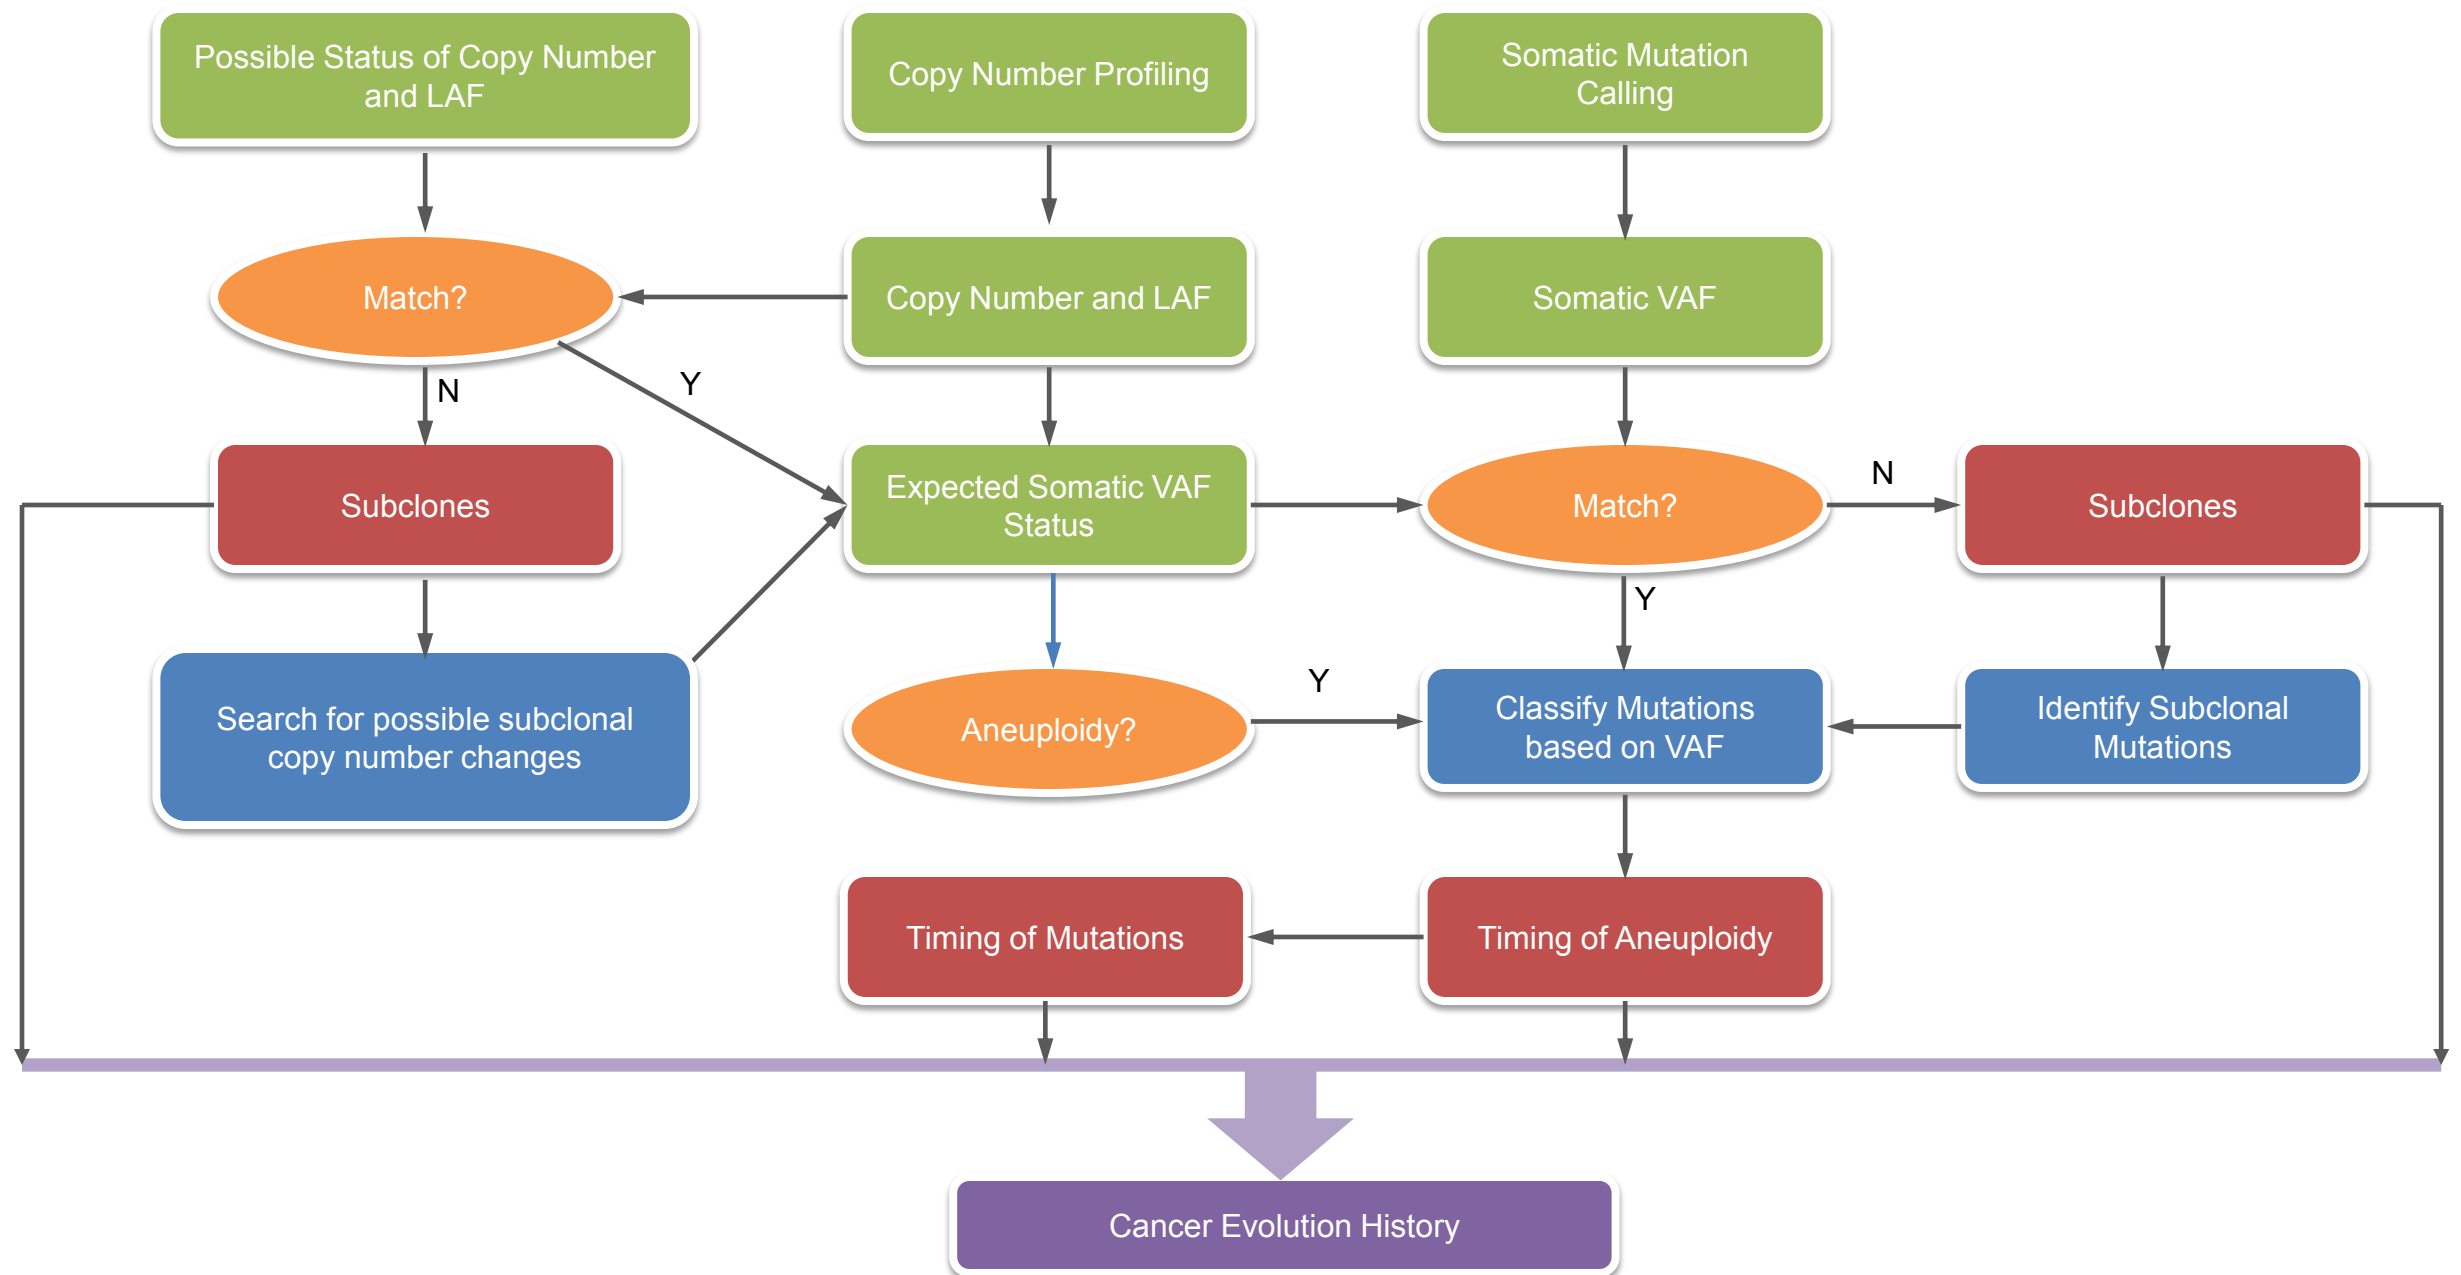 Possible Status of Copy Number
and LAF
Copy Number Profiling
Somatic Mutation
Calling
Match?
Copy Number and LAF
Somatic VAF
N
Y
Subclones
Expected Somatic VAF
Status
Match?
N
Subclones
Y
Search for possible subclonal
copy number changes
Aneuploidy?
Y
Classify Mutations
based on VAF
Identify Subclonal
Mutations
Timing of Mutations
Timing of Aneuploidy
Cancer Evolution History